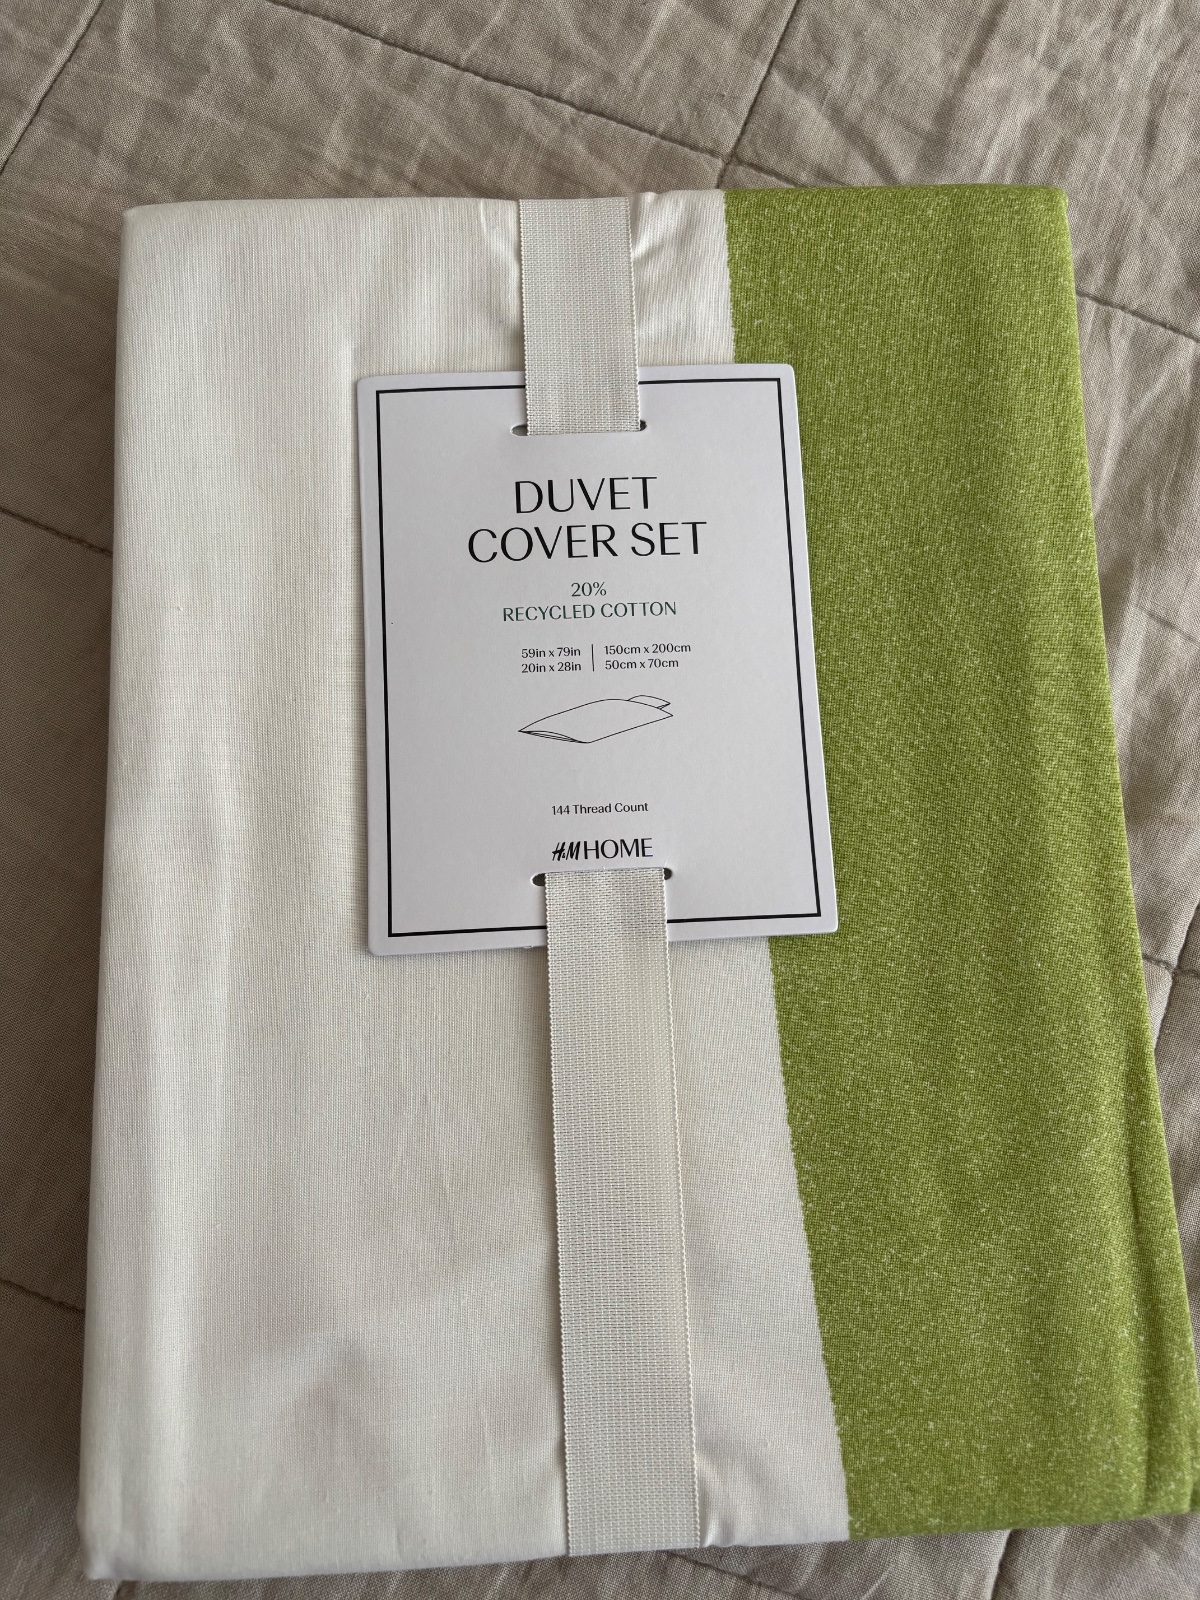 DUVET
COVER SET
20%
RECYCLED COTTON
59in x 79in | 150cm x 200cm
20in x 28in | 50cm x 70cm
144 Thread Count
H&M HOME